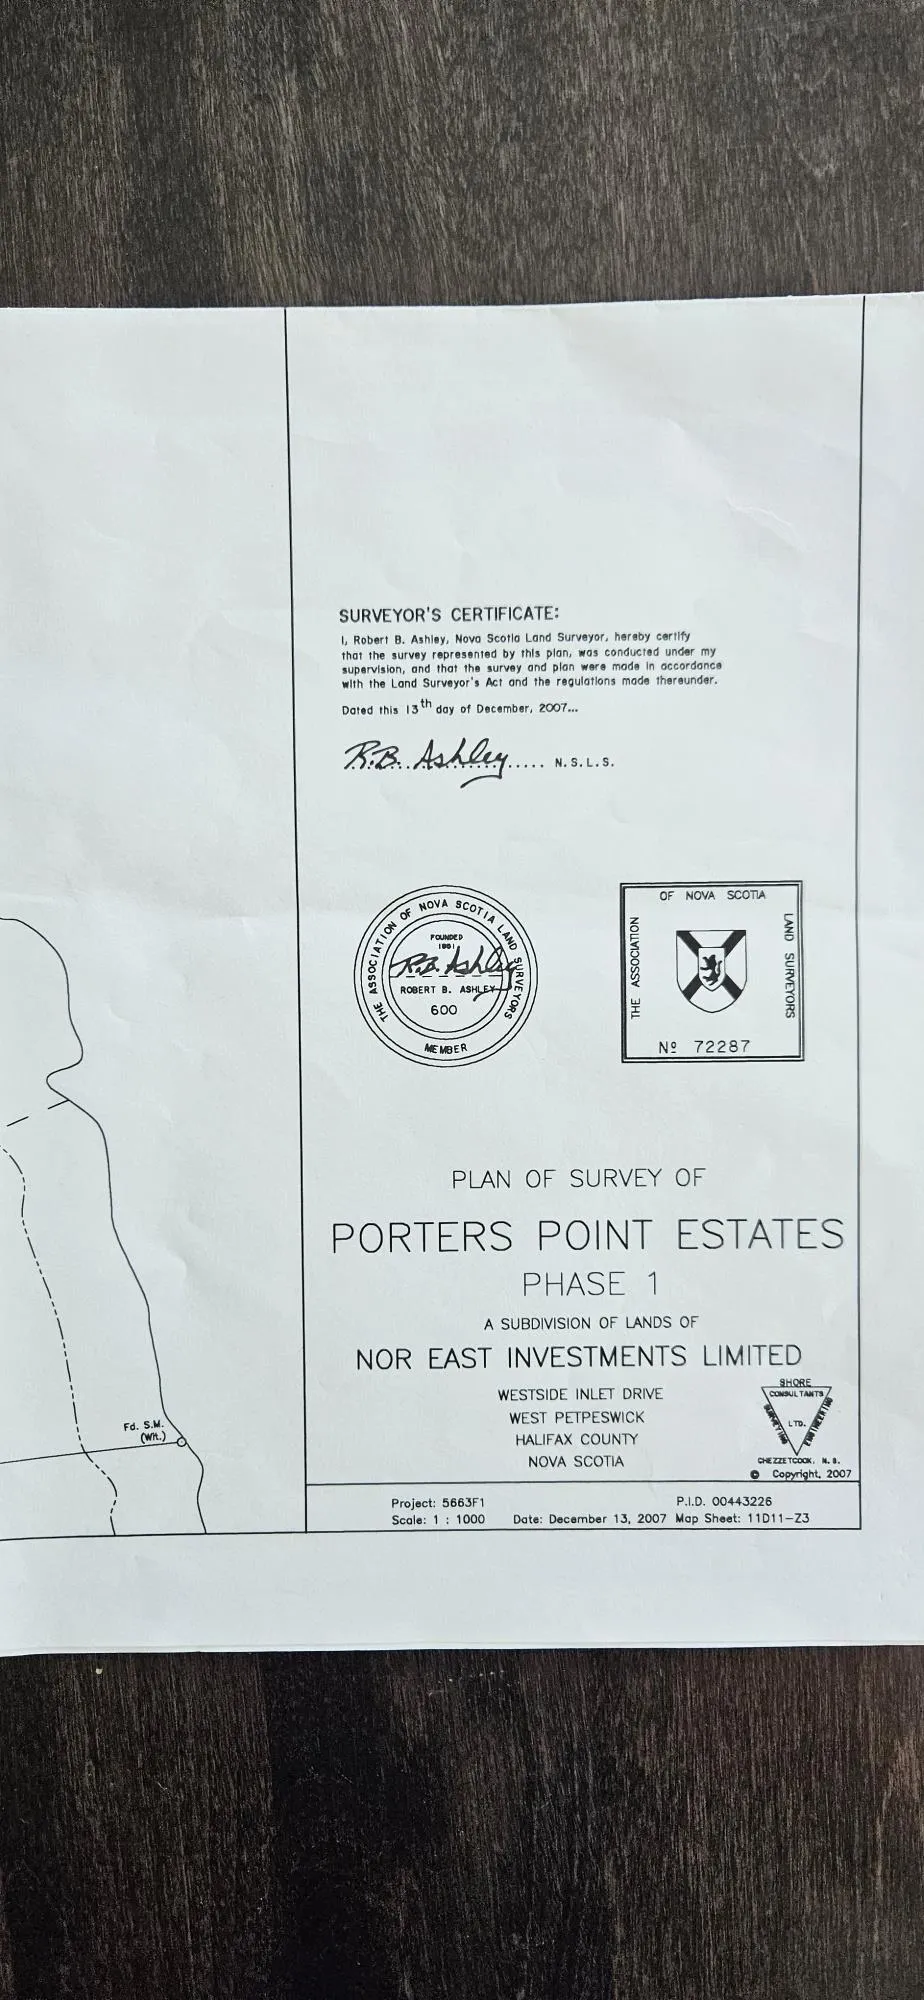 SURVEYOR'S CERTIFICATE:
I, Robert B. Ashley, Nova Scotia Land Surveyor, hereby certify
that the survey represented by this plan, was conducted under my
supervision, and that the survey and plan were made in accordance
with the Land Surveyor's Act and the regulations made thereunder.
Dated this 13th day of December, 2007...
R.B. Ashley..... N.S.L.S.
THE ASSOCIATION OF NOVA SCOTIA LAND SURVEYORS
FOUNDED
1951
R.B. Ashley
ROBERT B. ASHLEY
600
MEMBER
THE ASSOCIATION
OF NOVA SCOTIA
LAND SURVEYORS
Nº 72287
PLAN OF SURVEY OF
PORTERS POINT ESTATES
PHASE 1
A SUBDIVISION OF LANDS OF
NOR EAST INVESTMENTS LIMITED
WESTSIDE INLET DRIVE
WEST PETPESWICK
HALIFAX COUNTY
NOVA SCOTIA
SHORE
CONSULTANTS
LTD.
SURVEYING
ENGINEERING
CHEZZETCOOK, N.S.
© Copyright, 2007
Fd. S.M.
(Wit.)
Project: 5663F1
P.I.D. 00443226
Scale: 1 : 1000 Date: December 13, 2007 Map Sheet: 11D11-Z3